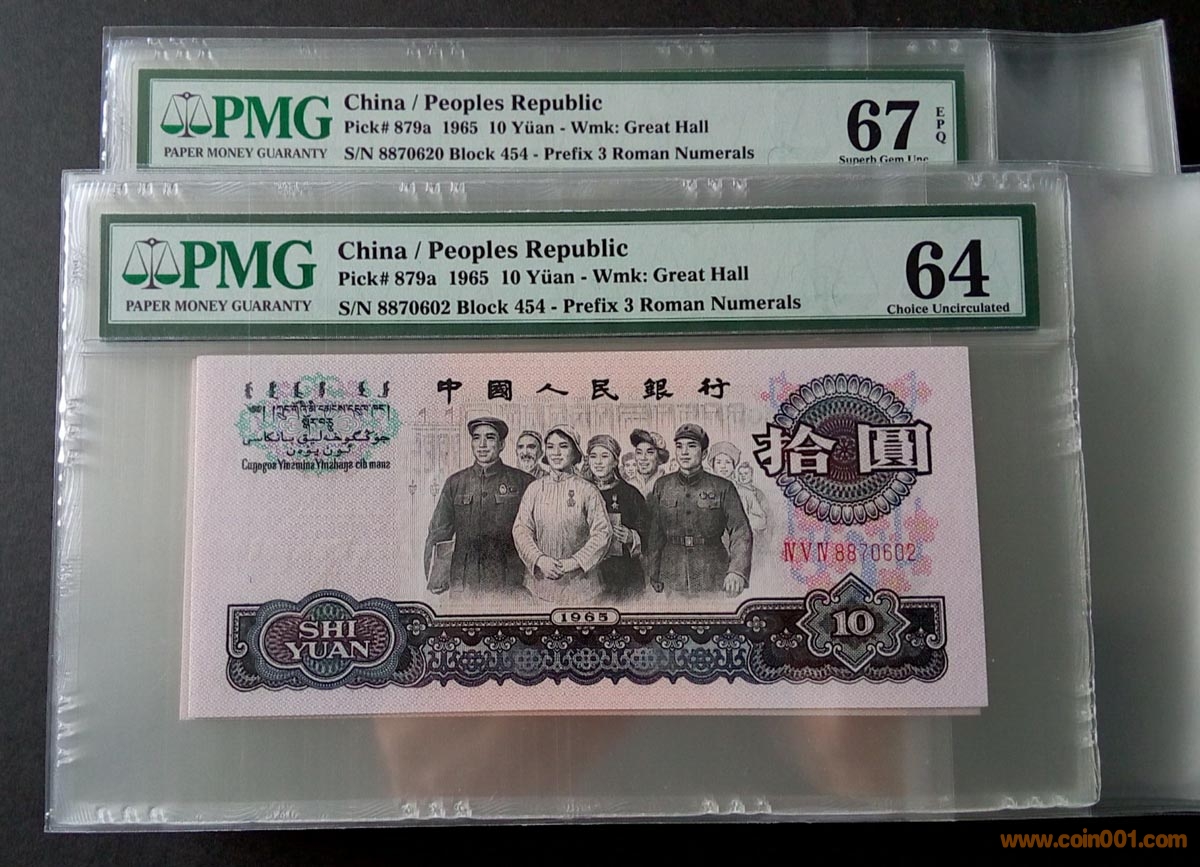 PMG
PAPER MONEY GUARANTY
China / Peoples Republic
Pick# 879a 1965 10 Yüan - Wmk: Great Hall
S/N 8870620 Block 454 - Prefix 3 Roman Numerals
67
EPQ
Superb Gem Unc
PMG
PAPER MONEY GUARANTY
China / Peoples Republic
Pick# 879a 1965 10 Yüan - Wmk: Great Hall
S/N 8870602 Block 454 - Prefix 3 Roman Numerals
64
Choice Uncirculated
中國人民銀行
拾圓
Ⅳ Ⅴ Ⅳ 8870602
1965
SHI
YUAN
10
www.coin001.com